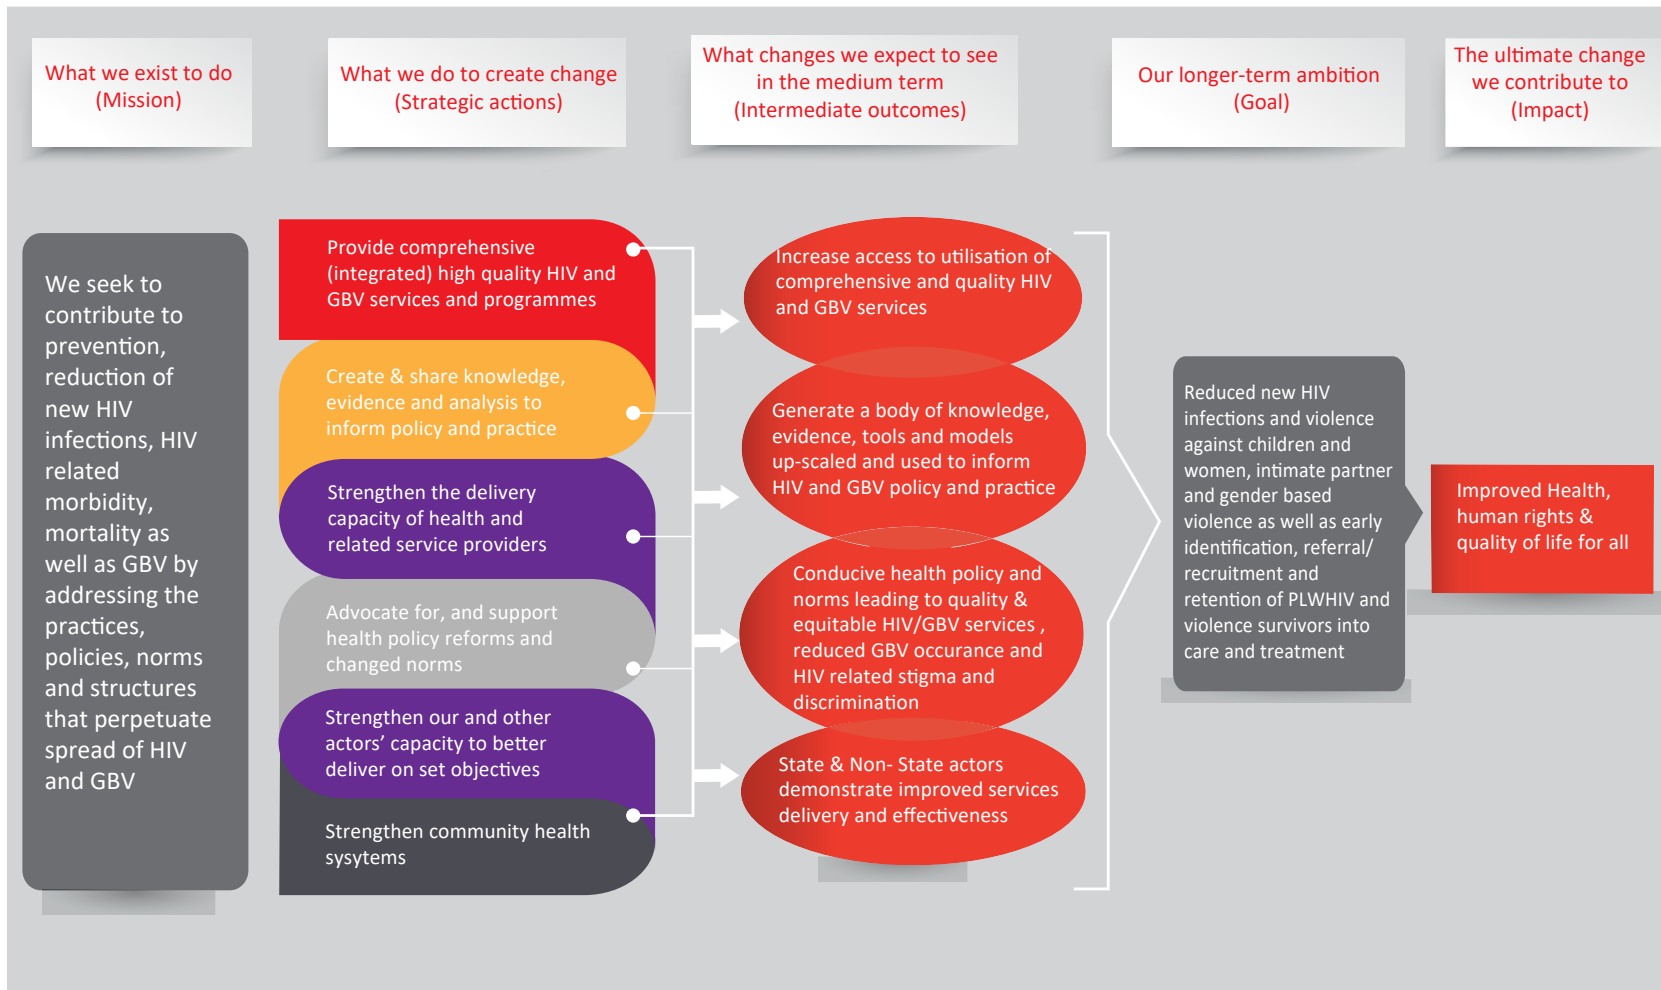 What we exist to do
(Mission)
What we do to create change
(Strategic actions)
What changes we expect to see
in the medium term
(Intermediate outcomes)
Our longer-term ambition
(Goal)
The ultimate change
we contribute to
(Impact)
We seek to
contribute to
prevention,
reduction of
new HIV
infections, HIV
related
morbidity,
mortality as
well as GBV by
addressing the
practices,
policies, norms
and structures
that perpetuate
spread of HIV
and GBV
Provide comprehensive
(integrated) high quality HIV and
GBV services and programmes
Create & share knowledge,
evidence and analysis to
inform policy and practice
Strengthen the delivery
capacity of health and
related service providers
Advocate for, and support
health policy reforms and
changed norms
Strengthen our and other
actors’ capacity to better
deliver on set objectives
Strengthen community health
sysytems
Increase access to utilisation of
comprehensive and quality HIV
and GBV services
Generate a body of knowledge,
evidence, tools and models
up-scaled and used to inform
HIV and GBV policy and practice
Conducive health policy and
norms leading to quality &
equitable HIV/GBV services ,
reduced GBV occurance and
HIV related stigma and
discrimination
State & Non- State actors
demonstrate improved services
delivery and effectiveness
Reduced new HIV
infections and violence
against children and
women, intimate partner
and gender based
violence as well as early
identification, referral/
recruitment and
retention of PLWHIV and
violence survivors into
care and treatment
Improved Health,
human rights &
quality of life for all